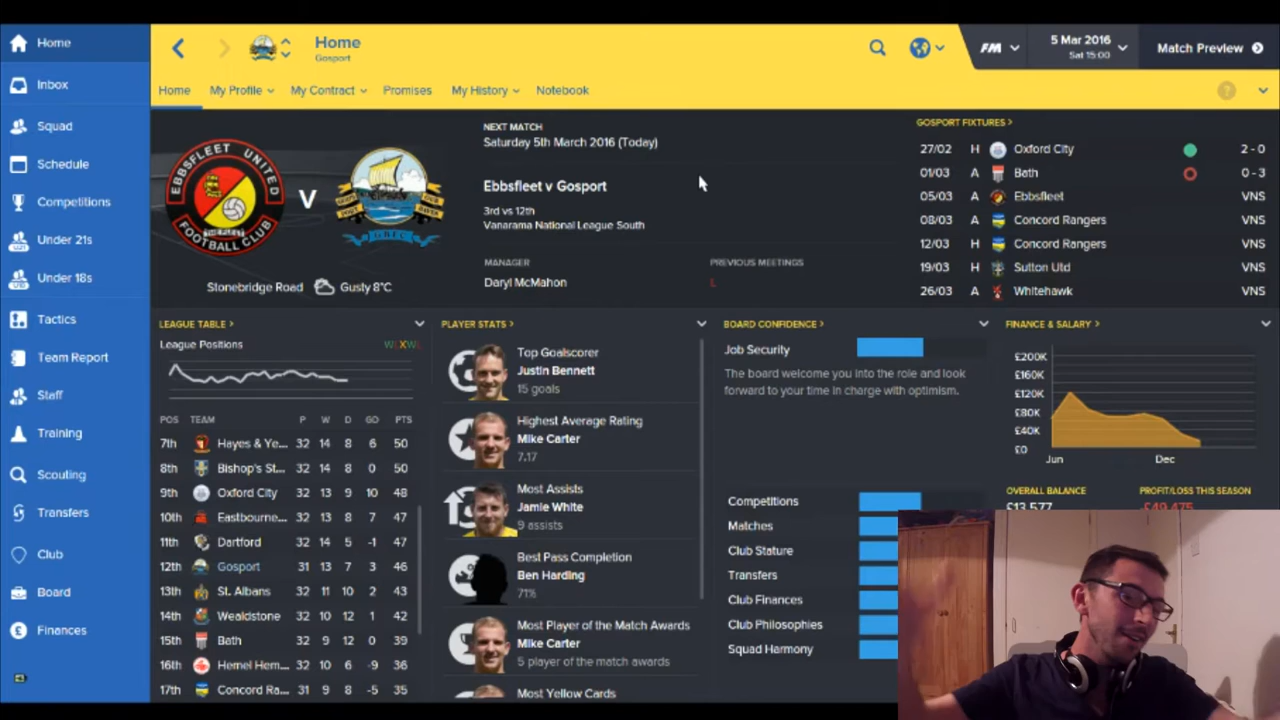 Home
Inbox
Squad
Schedule
Competitions
Under 21s
Under 18s
Tactics
Team Report
Staff
Training
Scouting
Transfers
Club
Board
Finances
Home
Gosport
FM
5 Mar 2016
Sat 15:00
Match Preview
Home My Profile My Contract Promises My History Notebook
EBBSFLEET UNITED
THE FLEET
FOOTBALL CLUB
V
G B F C
Stonebridge Road Gusty 8°C
NEXT MATCH
Saturday 5th March 2016 (Today)
Ebbsfleet v Gosport
3rd vs 12th
Vanarama National League South
MANAGER
Daryl McMahon
PREVIOUS MEETINGS
L
GOSPORT FIXTURES >
27/02 H Oxford City 2 - 0
01/03 A Bath 0 - 3
05/03 A Ebbsfleet VNS
08/03 A Concord Rangers VNS
12/03 H Concord Rangers VNS
19/03 H Sutton Utd VNS
26/03 A Whitehawk VNS
LEAGUE TABLE >
League Positions
POS TEAM P W D GD PTS
7th Hayes & Ye... 32 14 8 6 50
8th Bishop's St... 32 14 8 0 50
9th Oxford City 32 13 9 10 48
10th Eastbourne... 32 13 8 7 47
11th Dartford 32 14 5 -1 47
12th Gosport 31 13 7 3 46
13th St. Albans 32 11 10 2 43
14th Wealdstone 32 10 12 1 42
15th Bath 32 9 12 0 39
16th Hemel Hem... 32 10 6 -9 36
17th Concord Ra... 31 9 8 -5 35
PLAYER STATS >
Top Goalscorer
Justin Bennett
15 goals
Highest Average Rating
Mike Carter
7.17
Most Assists
Jamie White
9 assists
Best Pass Completion
Ben Harding
71%
Most Player of the Match Awards
Mike Carter
5 player of the match awards
Most Yellow Cards
BOARD CONFIDENCE >
Job Security
The board welcome you into the role and look
forward to your time in charge with optimism.
Competitions
Matches
Club Stature
Transfers
Club Finances
Club Philosophies
Squad Harmony
FINANCE & SALARY >
£200K
£160K
£120K
£80K
£40K
£0
Jun Dec
OVERALL BALANCE
£13,577
PROFIT/LOSS THIS SEASON
-£49,475